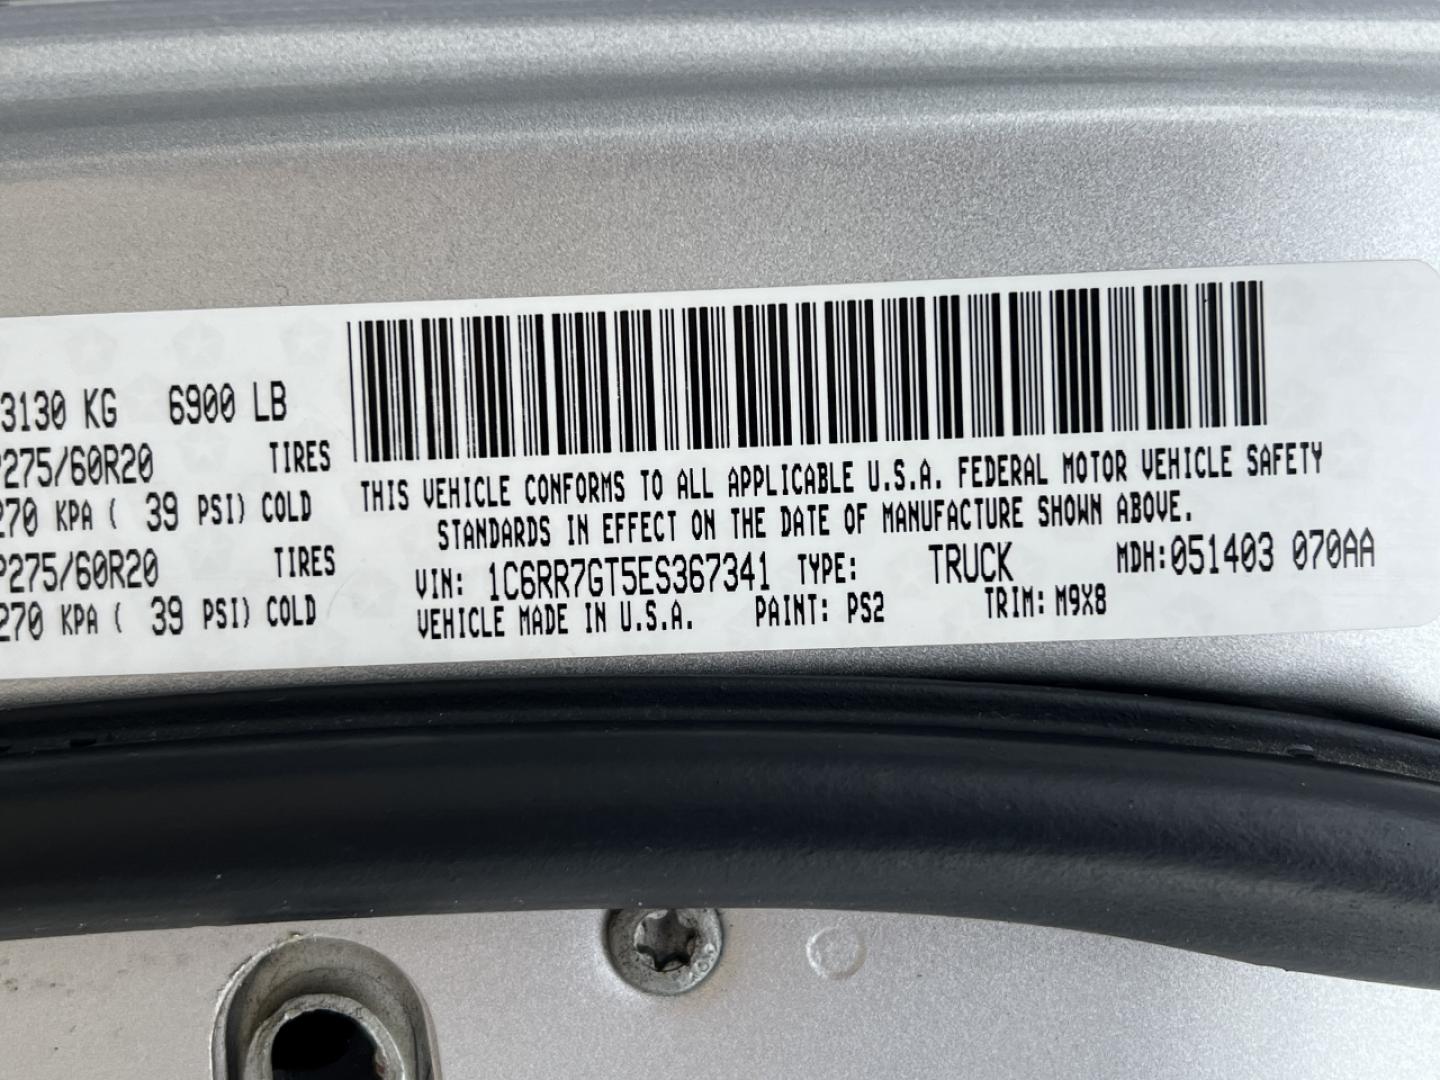 3130 KG 6900 LB
P275/60R20 TIRES
270 KPA ( 39 PSI) COLD
P275/60R20 TIRES
270 KPA ( 39 PSI) COLD
THIS VEHICLE CONFORMS TO ALL APPLICABLE U.S.A. FEDERAL MOTOR VEHICLE SAFETY
STANDARDS IN EFFECT ON THE DATE OF MANUFACTURE SHOWN ABOVE.
VIN: 1C6RR7GT5ES367341 TYPE: TRUCK MDH:051403 070AA
VEHICLE MADE IN U.S.A. PAINT: PS2 TRIM: M9X8